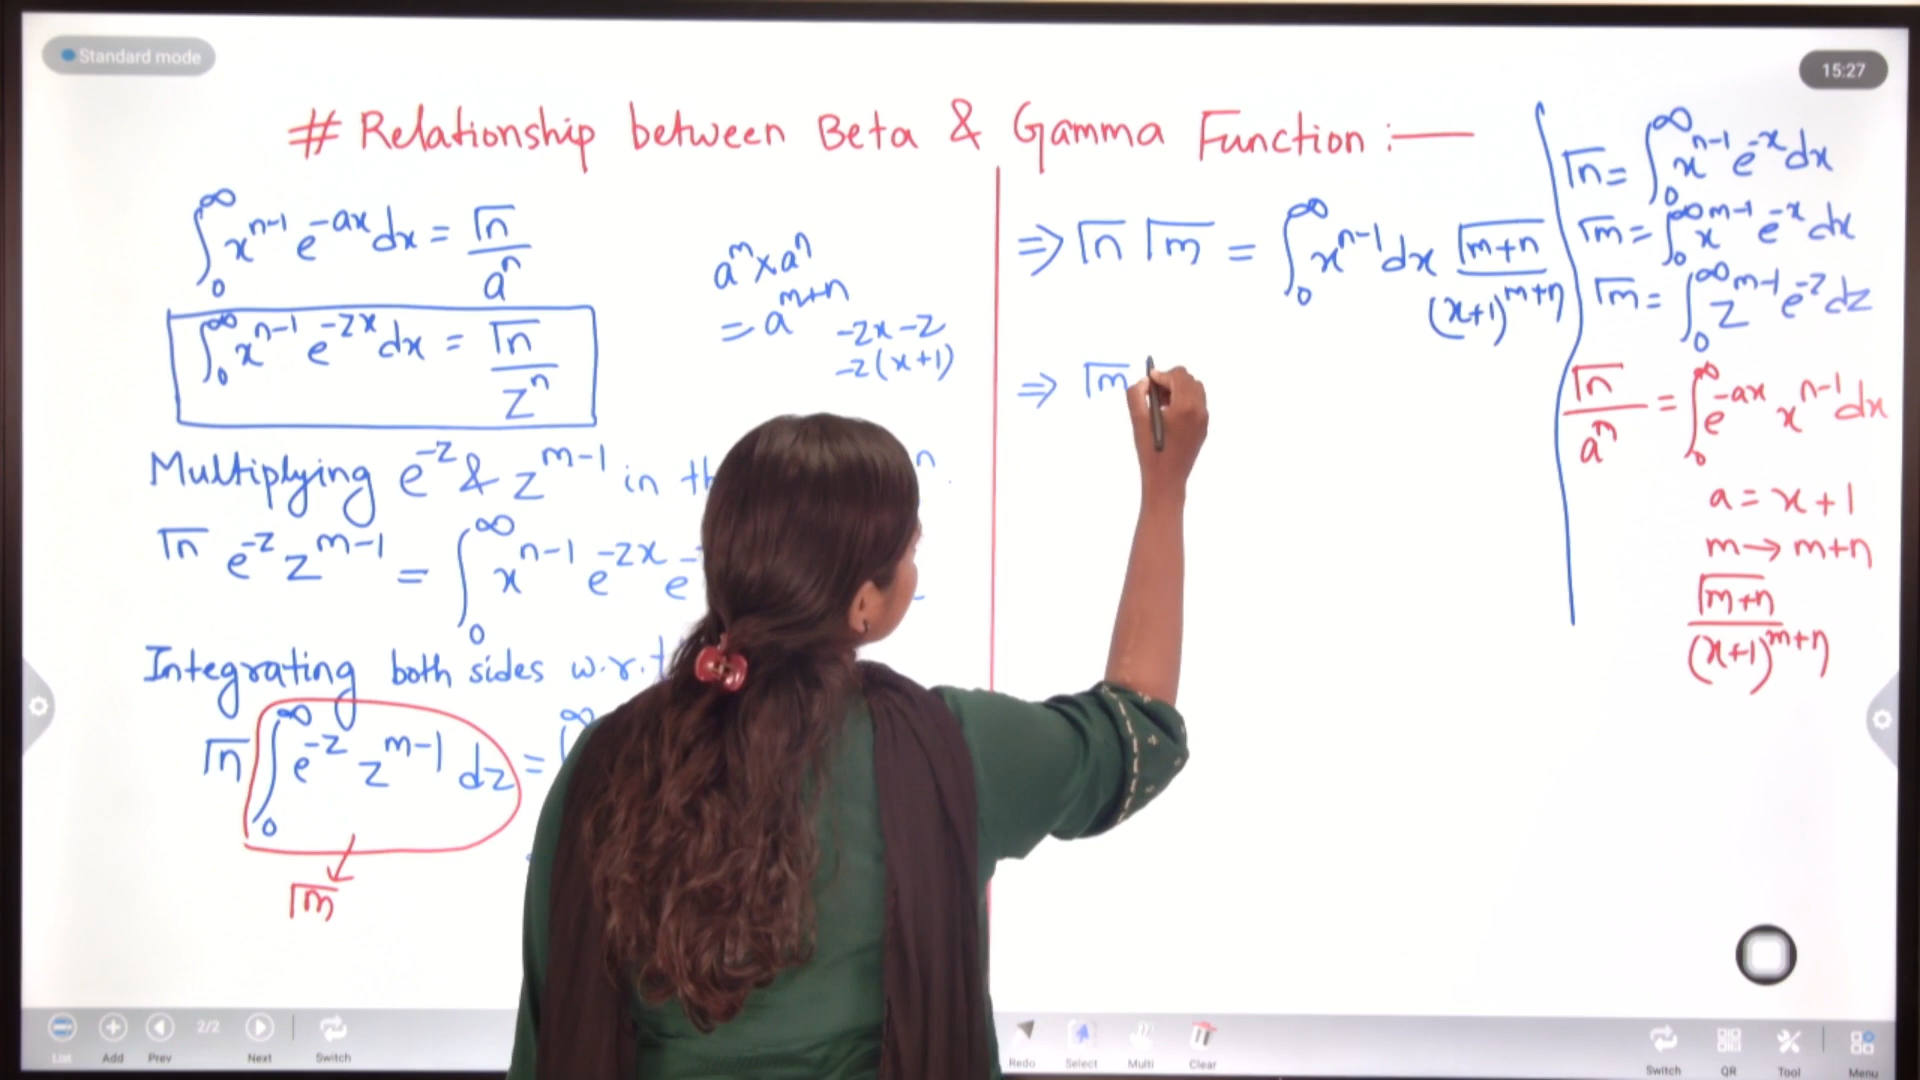 Standard mode
15:27
# Relationship between Beta & Gamma Function :—
∫₀^∞ x^{n-1} e^{-ax} dx = Γn / a^n
∫₀^∞ x^{n-1} e^{-zx} dx = Γn / z^n
a^m × a^n
= a^{m+n}
-zx-z
-z(x+1)
Multiplying e^{-z} & z^{m-1} in
Γn e^{-z} z^{m-1} = ∫₀^∞ x^{n-1} e^{-zx} e
Integrating both sides w.r.t
Γn ∫₀^∞ e^{-z} z^{m-1} dz =
Γm
⇒ Γn Γm = ∫₀^∞ x^{n-1} dx Γm+n / (x+1)^{m+n}
⇒ Γm
Γn = ∫₀^∞ x^{n-1} e^{-x} dx
Γm = ∫₀^∞ x^{m-1} e^{-x} dx
Γm = ∫₀^∞ z^{m-1} e^{-z} dz
Γn / a^n = ∫₀^∞ e^{-ax} x^{n-1} dx
a = x+1
m → m+n
Γm+n / (x+1)^{m+n}
List Add Prev 2/2 Next Switch Redo Select Multi Clear Switch QR Tool Menu